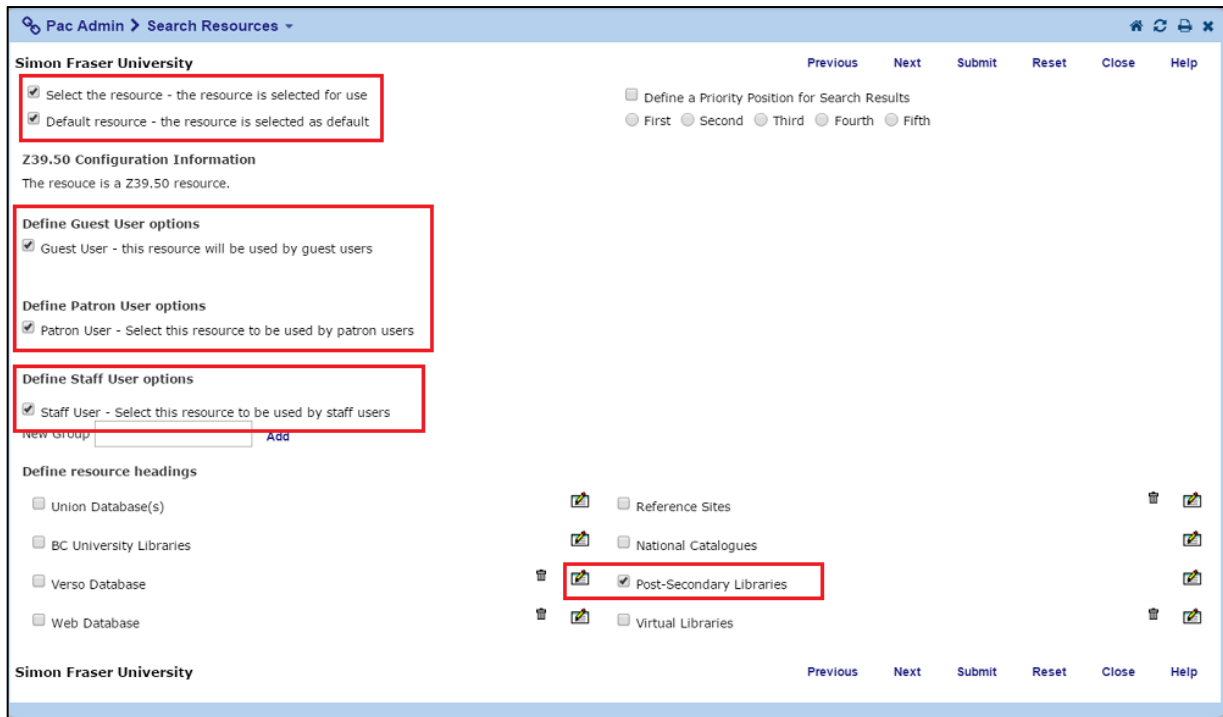 Pac Admin > Search Resources
Simon Fraser University Previous Next Submit Reset Close Help
Select the resource - the resource is selected for use Define a Priority Position for Search Results
Default resource - the resource is selected as default First Second Third Fourth Fifth
Z39.50 Configuration Information
The resouce is a Z39.50 resource.
Define Guest User options
Guest User - this resource will be used by guest users
Define Patron User options
Patron User - Select this resource to be used by patron users
Define Staff User options
Staff User - Select this resource to be used by staff users
New Group Add
Define resource headings
Union Database(s) Reference Sites
BC University Libraries National Catalogues
Verso Database Post-Secondary Libraries
Web Database Virtual Libraries
Simon Fraser University Previous Next Submit Reset Close Help